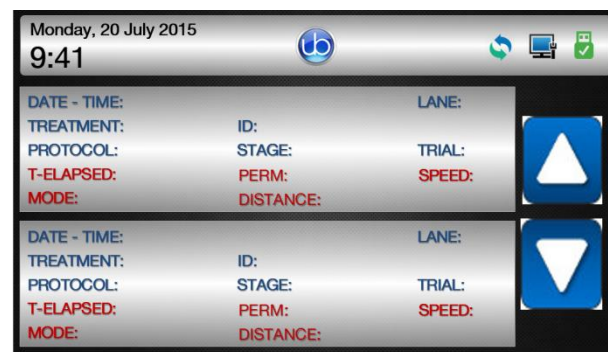 Monday, 20 July 2015
9:41
ub
DATE - TIME: LANE:
TREATMENT: ID:
PROTOCOL: STAGE: TRIAL:
T-ELAPSED: PERM: SPEED:
MODE: DISTANCE:
DATE - TIME: LANE:
TREATMENT: ID:
PROTOCOL: STAGE: TRIAL:
T-ELAPSED: PERM: SPEED:
MODE: DISTANCE: